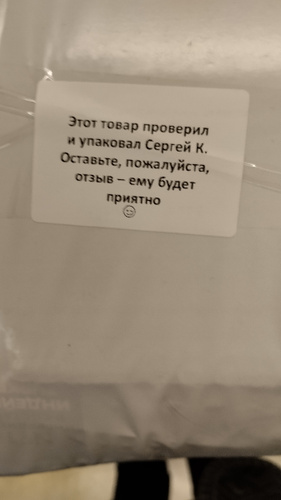 Этот товар проверил
и упаковал Сергей К.
Оставьте, пожалуйста,
отзыв – ему будет
приятно
😊